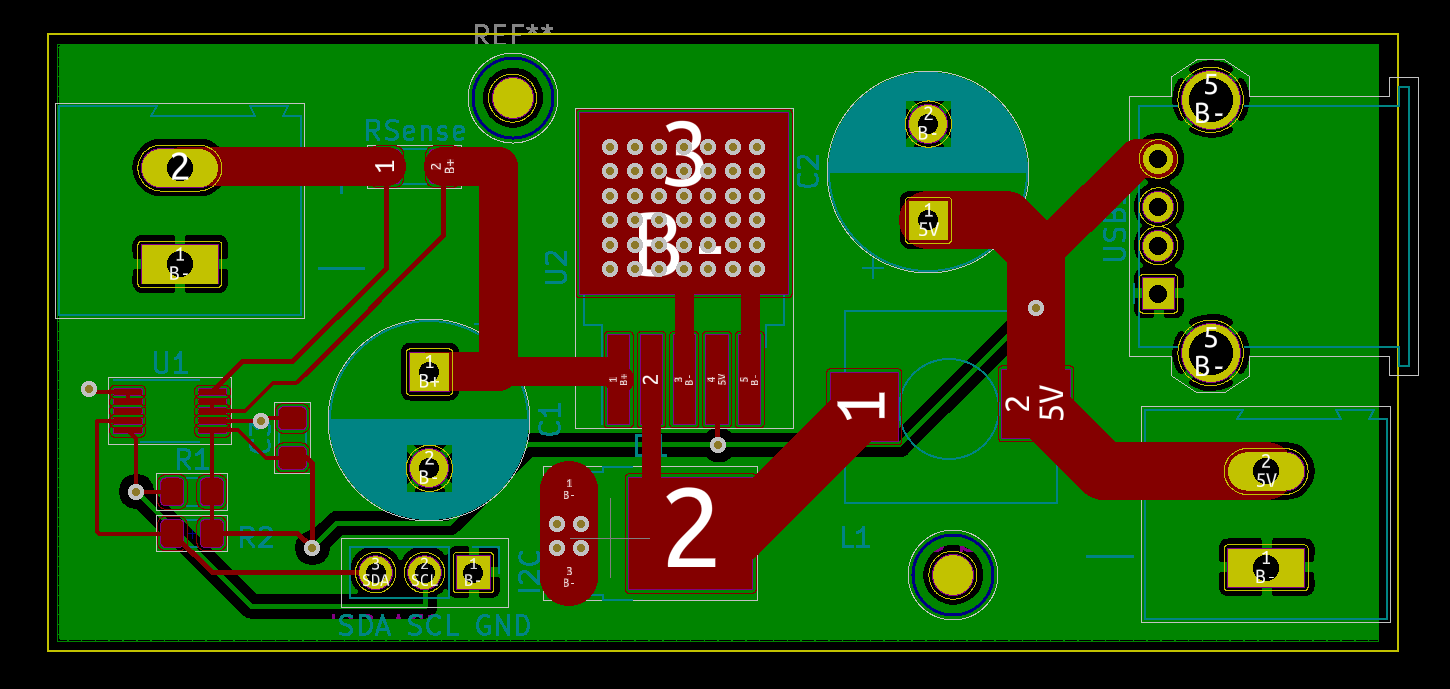 REF**
5
B-
RSense
2
1
2
B+
3
B-
C2
2
B-
1
5V
USB
1
B-
U2
U1
1
B+
1
B+
2
3
B-
4
5V
5
B-
5
B-
1
2
5V
C1
2
B-
R1
R2
1
B-
2
3
B-
I2C
L1
2
5V
1
B-
3
SDA
2
SCL
1
B-
SDA SCL GND